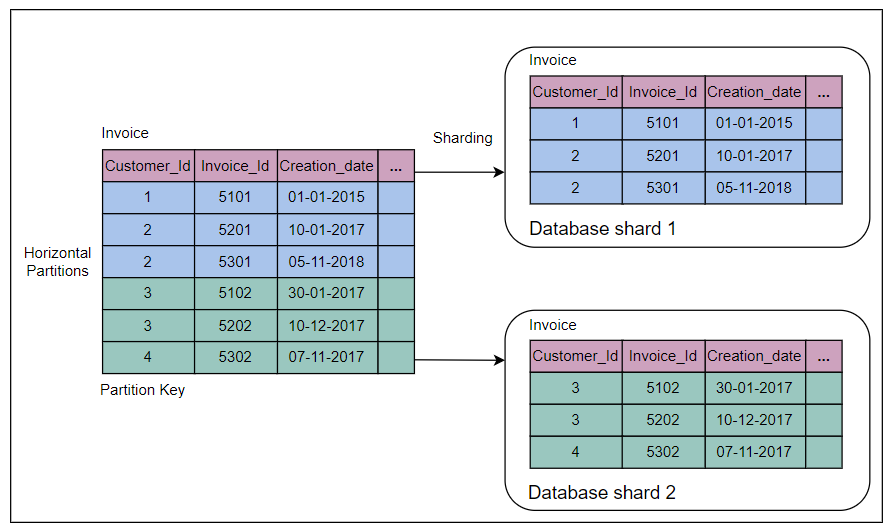 Invoice
Customer_Id Invoice_Id Creation_date ...
1 5101 01-01-2015
2 5201 10-01-2017
2 5301 05-11-2018
3 5102 30-01-2017
3 5202 10-12-2017
4 5302 07-11-2017
Horizontal
Partitions
Partition Key
Sharding
Invoice
Customer_Id Invoice_Id Creation_date ...
1 5101 01-01-2015
2 5201 10-01-2017
2 5301 05-11-2018
Database shard 1
Invoice
Customer_Id Invoice_Id Creation_date ...
3 5102 30-01-2017
3 5202 10-12-2017
4 5302 07-11-2017
Database shard 2